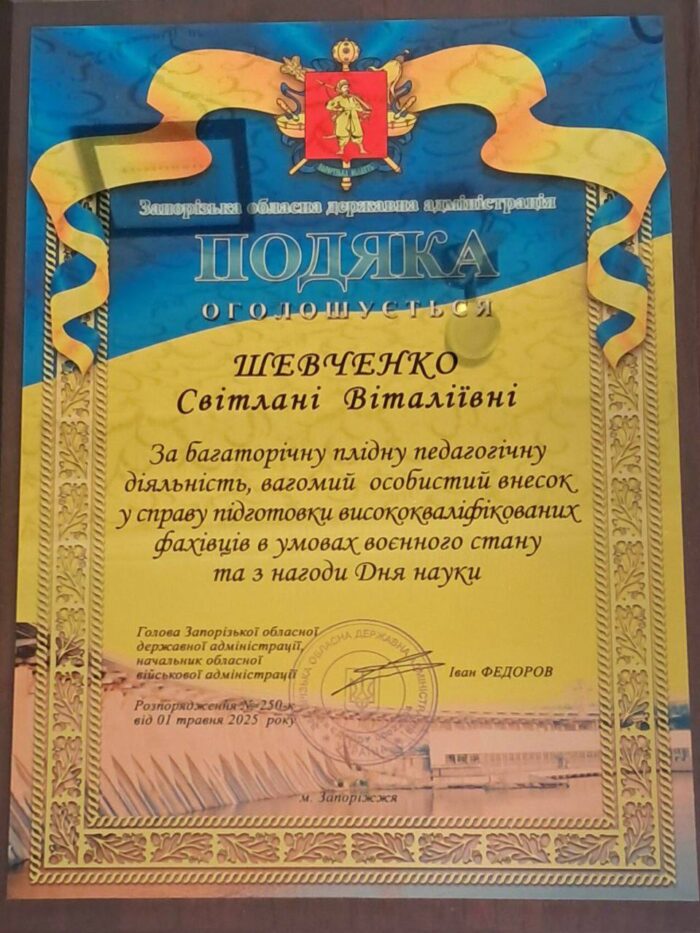 ЗАПОРІЗЬКА ОБЛАСТЬ
Запорізька обласна державна адміністрація
ПОДЯКА
ОГОЛОШУЄТЬСЯ
ШЕВЧЕНКО
Світлані Віталіївні
За багаторічну плідну педагогічну
діяльність, вагомий особистий внесок
у справу підготовки висококваліфікованих
фахівців в умовах воєнного стану
та з нагоди Дня науки
Голова Запорізької обласної
державної адміністрації,
начальник обласної
військової адміністрації
Іван ФЕДОРОВ
Розпорядження № 250-к
від 01 травня 2025 року
м. Запоріжжя